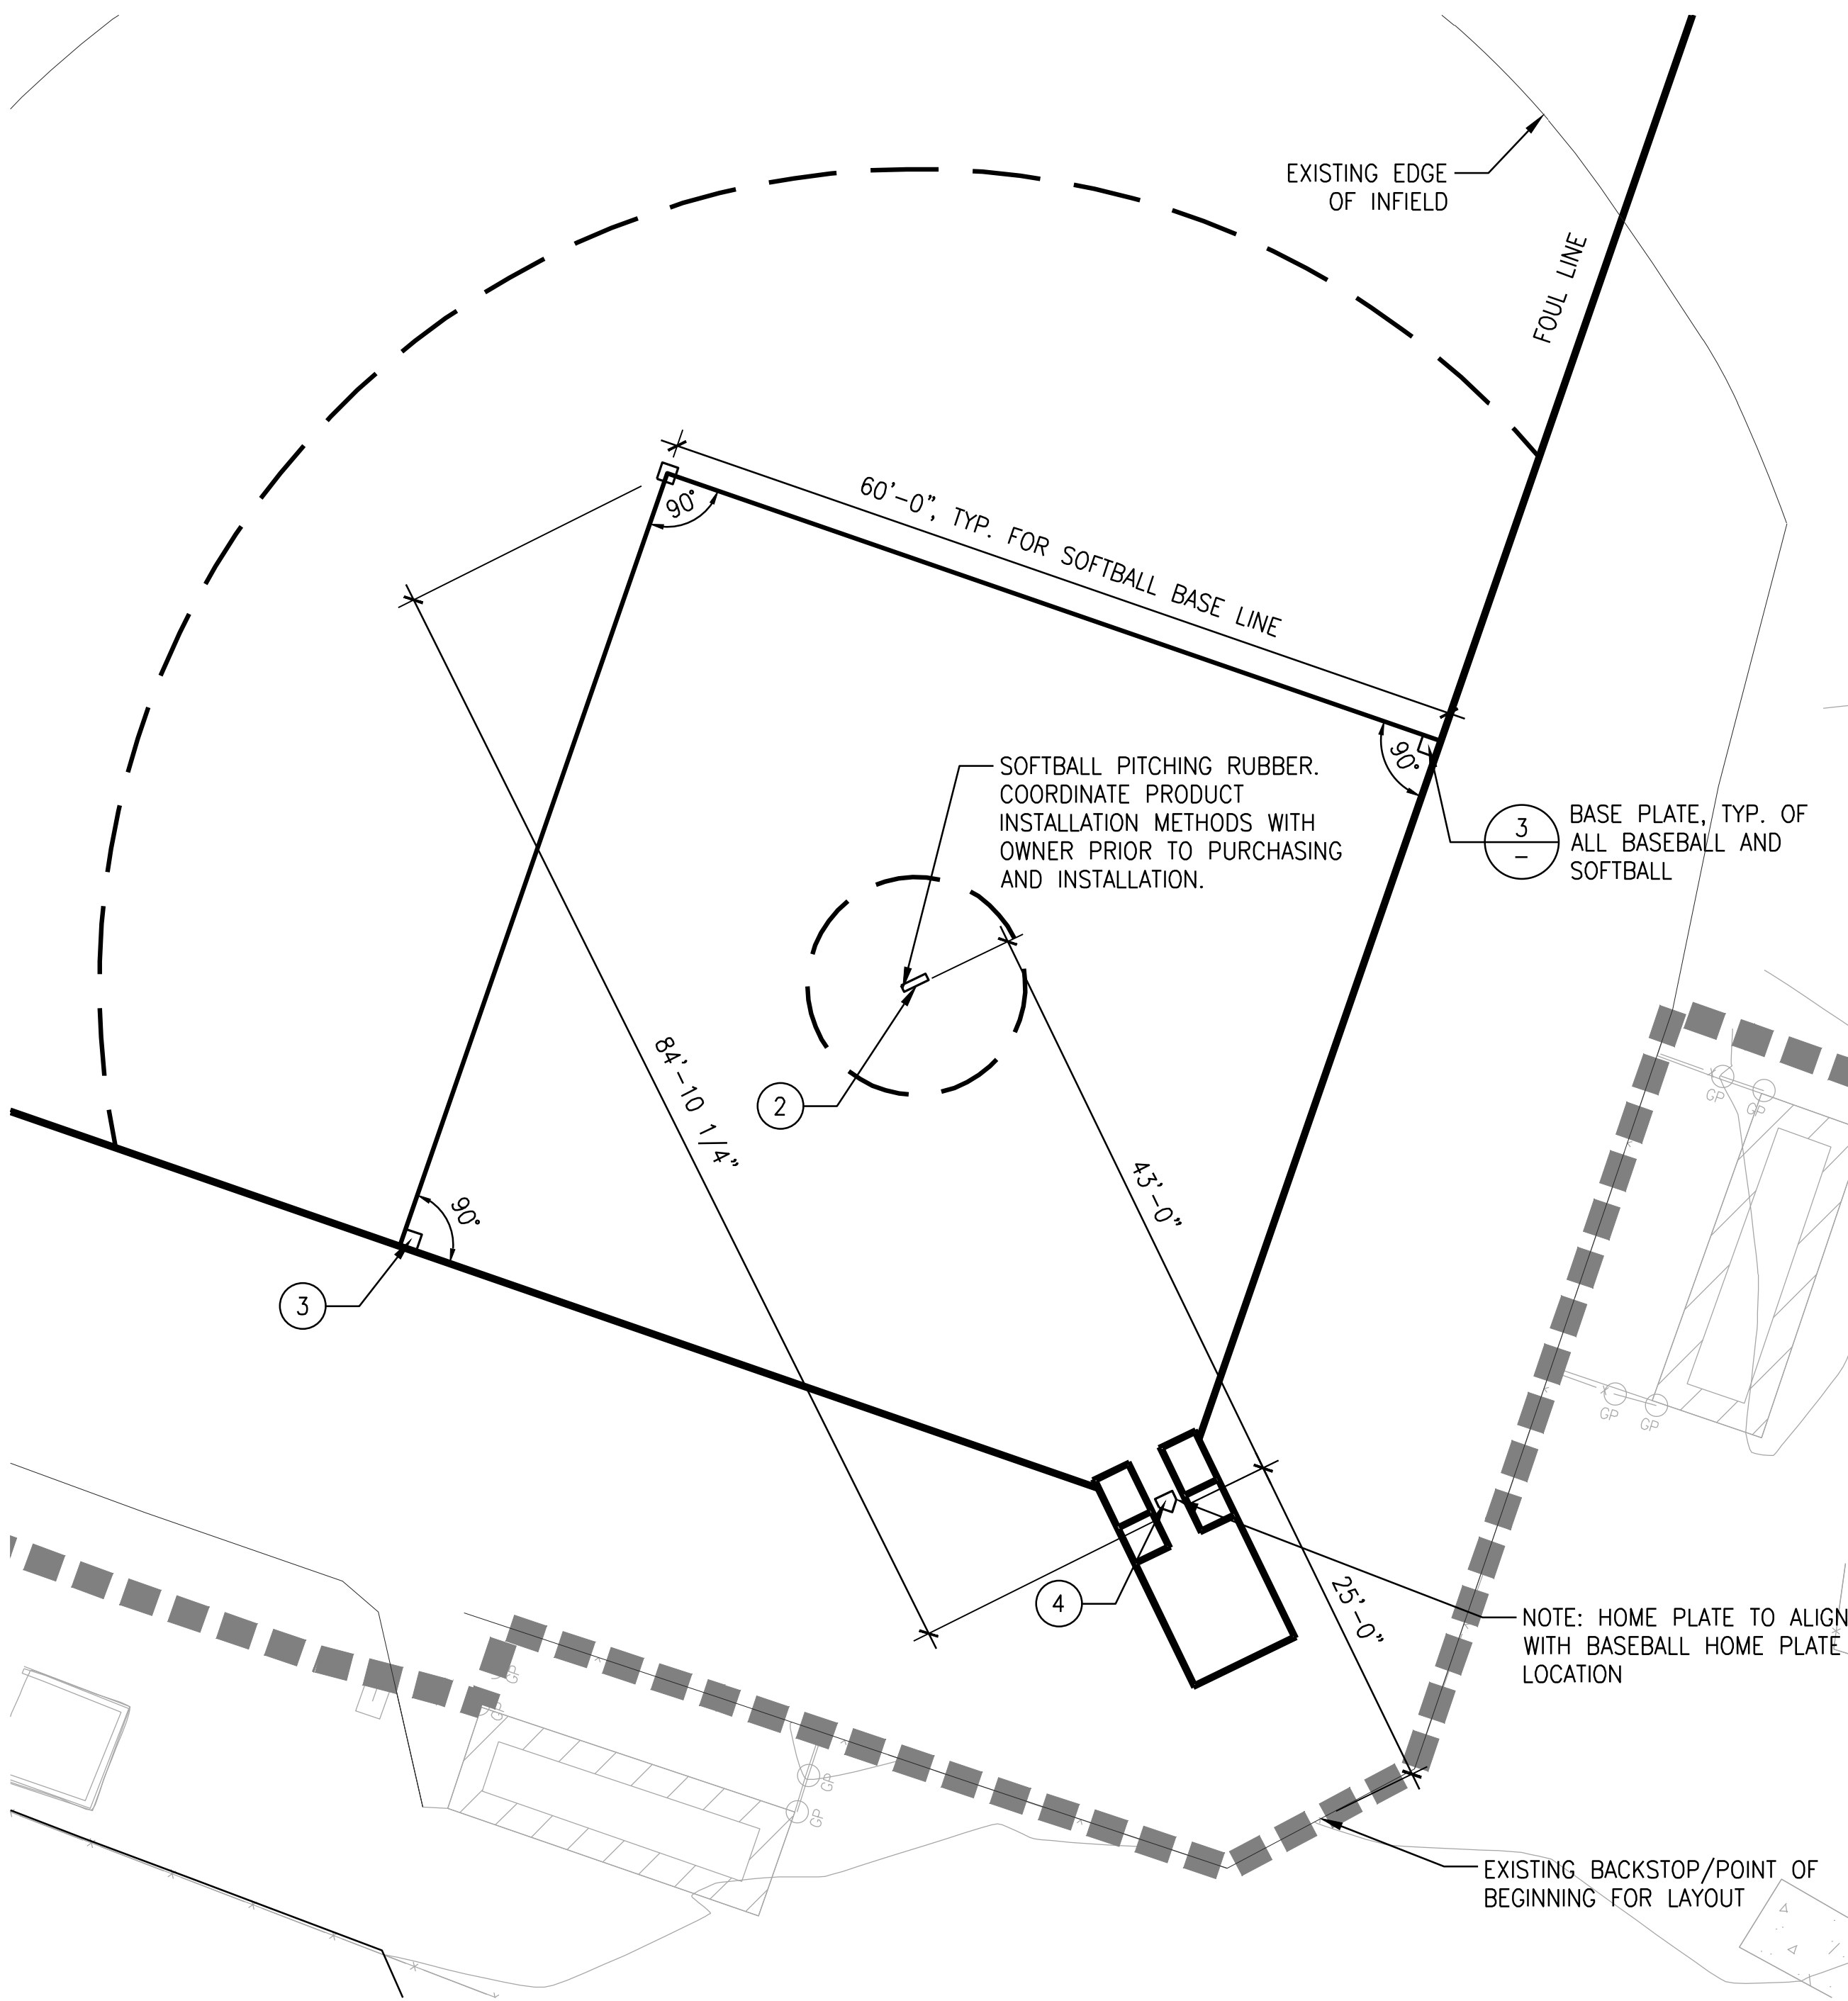 EXISTING EDGE
OF INFIELD
FOUL LINE
90°
60'-0", TYP. FOR SOFTBALL BASE LINE
90°
SOFTBALL PITCHING RUBBER.
COORDINATE PRODUCT
INSTALLATION METHODS WITH
OWNER PRIOR TO PURCHASING
AND INSTALLATION.
3
-
BASE PLATE, TYP. OF
ALL BASEBALL AND
SOFTBALL
84'-10 1/4"
2
43'-0"
GP
GP
90°
3
GP
GP
4
25'-0"
NOTE: HOME PLATE TO ALIGN
WITH BASEBALL HOME PLATE
LOCATION
GP
GP
GP
GP
EXISTING BACKSTOP/POINT OF
BEGINNING FOR LAYOUT